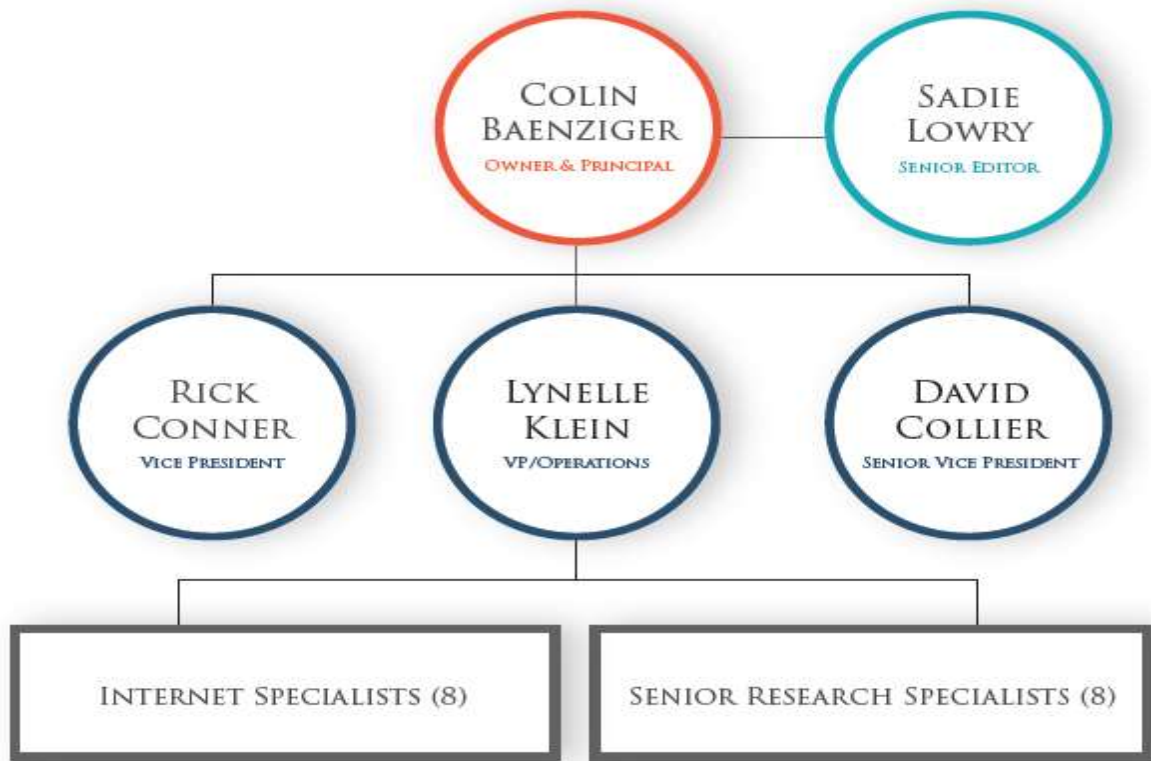 COLIN
BAENZIGER
OWNER & PRINCIPAL
SADIE
LOWRY
SENIOR EDITOR
RICK
CONNER
VICE PRESIDENT
LYNELLE
KLEIN
VP/OPERATIONS
DAVID
COLLIER
SENIOR VICE PRESIDENT
INTERNET SPECIALISTS (8)
SENIOR RESEARCH SPECIALISTS (8)